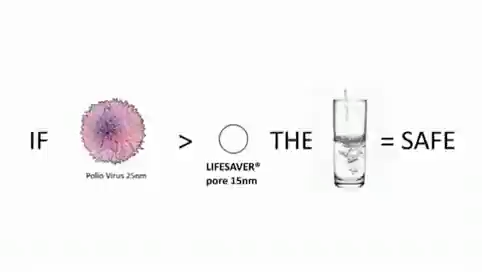 IF > THE = SAFE
Polio Virus 25nm
LIFESAVER®
pore 15nm